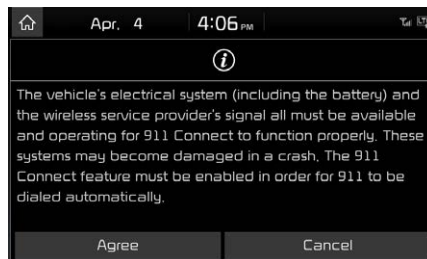 Apr. 4 4:06 PM
The vehicle's electrical system (including the battery) and
the wireless service provider's signal all must be available
and operating for 911 Connect to function properly. These
systems may become damaged in a crash. The 911
Connect feature must be enabled in order for 911 to be
dialed automatically.
Agree Cancel